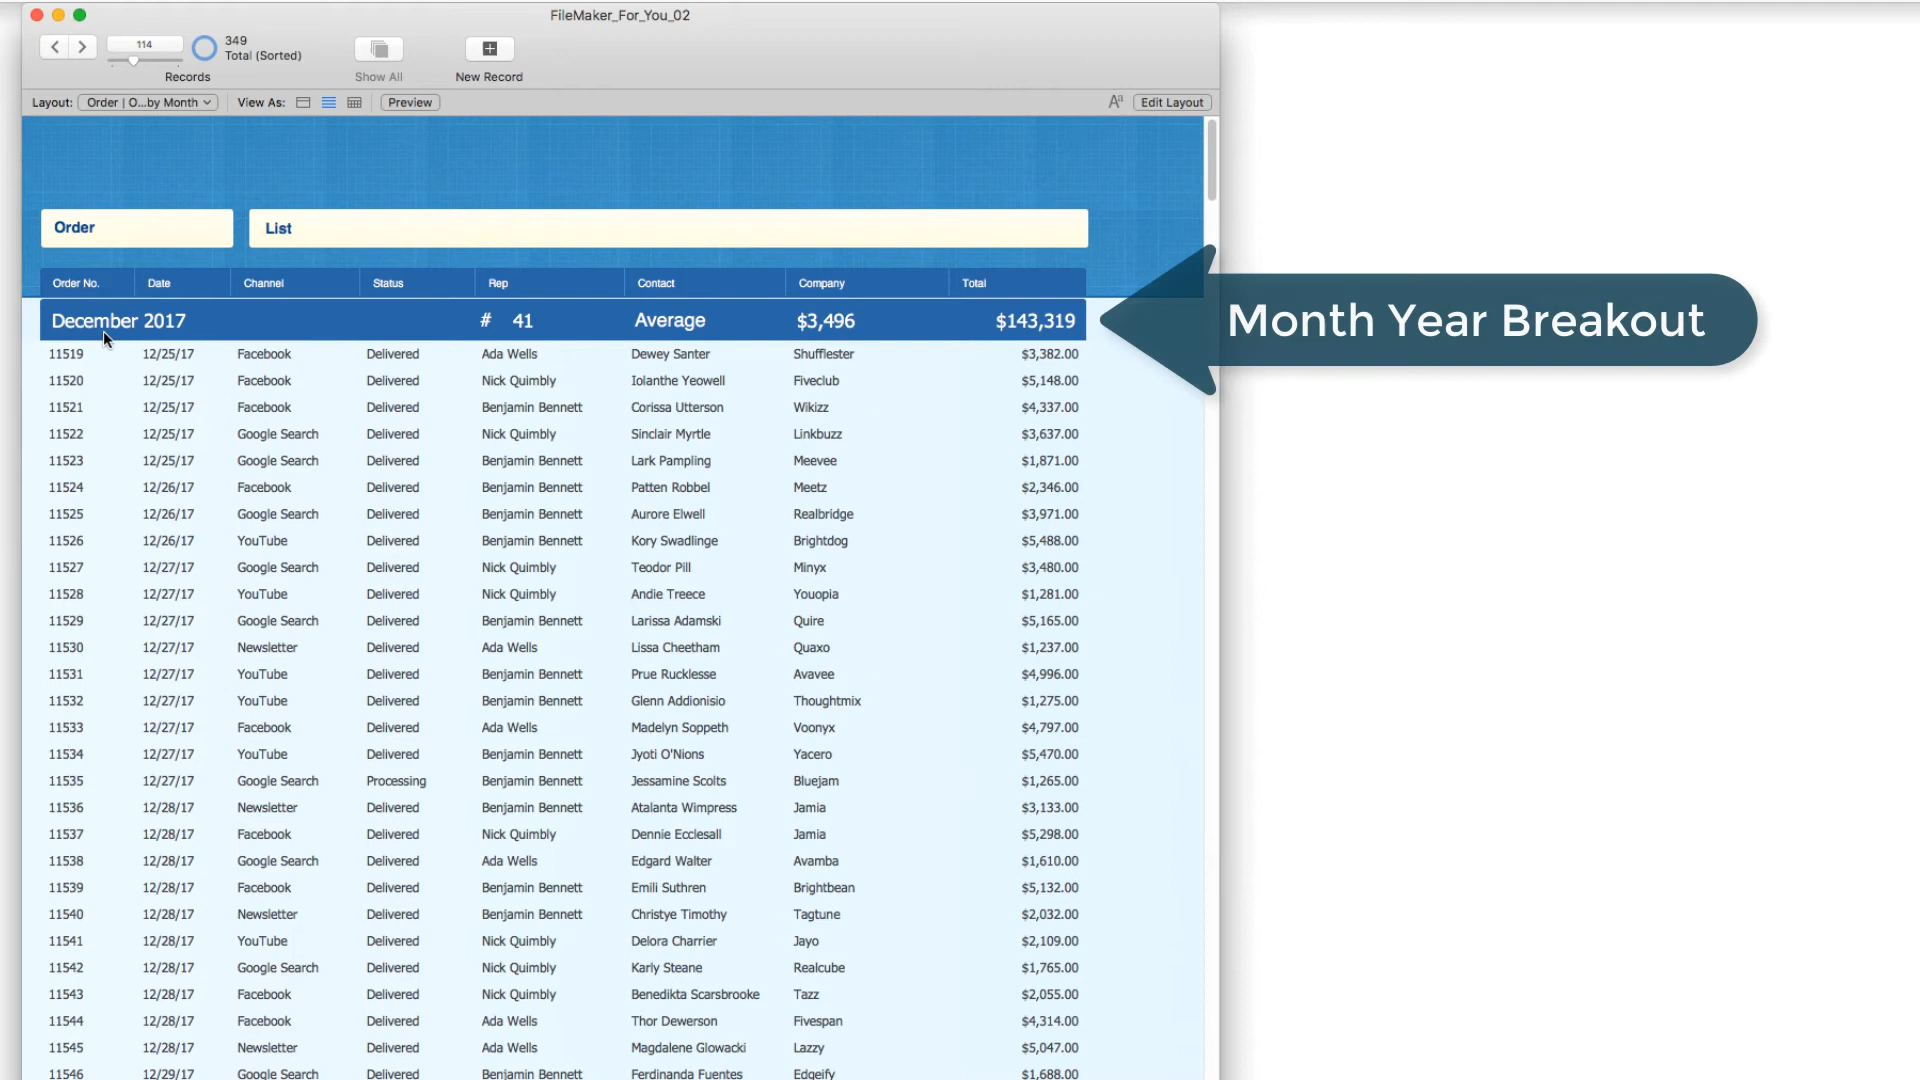 FileMaker_For_You_02
114
349
Total (Sorted)
Records
Show All
New Record
Layout: Order | O...by Month View As: Preview Aa Edit Layout
Order
List
Order No. Date Channel Status Rep Contact Company Total
December 2017 # 41 Average $3,496 $143,319
Month Year Breakout
11519 12/25/17 Facebook Delivered Ada Wells Dewey Santer Shufflester $3,382.00
11520 12/25/17 Facebook Delivered Nick Quimbly Iolanthe Yeowell Fiveclub $5,148.00
11521 12/25/17 Facebook Delivered Benjamin Bennett Corissa Utterson Wikizz $4,337.00
11522 12/25/17 Google Search Delivered Nick Quimbly Sinclair Myrtle Linkbuzz $3,637.00
11523 12/25/17 Google Search Delivered Benjamin Bennett Lark Pampling Meevee $1,871.00
11524 12/26/17 Facebook Delivered Benjamin Bennett Patten Robbel Meetz $2,346.00
11525 12/26/17 Google Search Delivered Benjamin Bennett Aurore Elwell Realbridge $3,971.00
11526 12/26/17 YouTube Delivered Benjamin Bennett Kory Swadlinge Brightdog $5,488.00
11527 12/27/17 Google Search Delivered Nick Quimbly Teodor Pill Minyx $3,480.00
11528 12/27/17 YouTube Delivered Nick Quimbly Andie Treece Youopia $1,281.00
11529 12/27/17 Google Search Delivered Benjamin Bennett Larissa Adamski Quire $5,165.00
11530 12/27/17 Newsletter Delivered Ada Wells Lissa Cheetham Quaxo $1,237.00
11531 12/27/17 YouTube Delivered Benjamin Bennett Prue Rucklesse Avavee $4,996.00
11532 12/27/17 YouTube Delivered Benjamin Bennett Glenn Addionisio Thoughtmix $1,275.00
11533 12/27/17 Facebook Delivered Ada Wells Madelyn Soppeth Voonyx $4,797.00
11534 12/27/17 YouTube Delivered Benjamin Bennett Jyoti O'Nions Yacero $5,470.00
11535 12/27/17 Google Search Processing Benjamin Bennett Jessamine Scolts Bluejam $1,265.00
11536 12/28/17 Newsletter Delivered Benjamin Bennett Atalanta Wimpress Jamia $3,133.00
11537 12/28/17 Facebook Delivered Nick Quimbly Dennie Ecclesall Jamia $5,298.00
11538 12/28/17 Google Search Delivered Ada Wells Edgard Walter Avamba $1,610.00
11539 12/28/17 Facebook Delivered Benjamin Bennett Emili Suthren Brightbean $5,132.00
11540 12/28/17 Newsletter Delivered Benjamin Bennett Christye Timothy Tagtune $2,032.00
11541 12/28/17 YouTube Delivered Nick Quimbly Delora Charrier Jayo $2,109.00
11542 12/28/17 Google Search Delivered Nick Quimbly Karly Steane Realcube $1,765.00
11543 12/28/17 Facebook Delivered Nick Quimbly Benedikta Scarsbrooke Tazz $2,055.00
11544 12/28/17 Facebook Delivered Ada Wells Thor Dewerson Fivespan $4,314.00
11545 12/28/17 Newsletter Delivered Ada Wells Magdalene Glowacki Lazzy $5,047.00
11546 12/29/17 Google Search Delivered Benjamin Bennett Ferdinanda Fuentes Edgeify $1,688.00